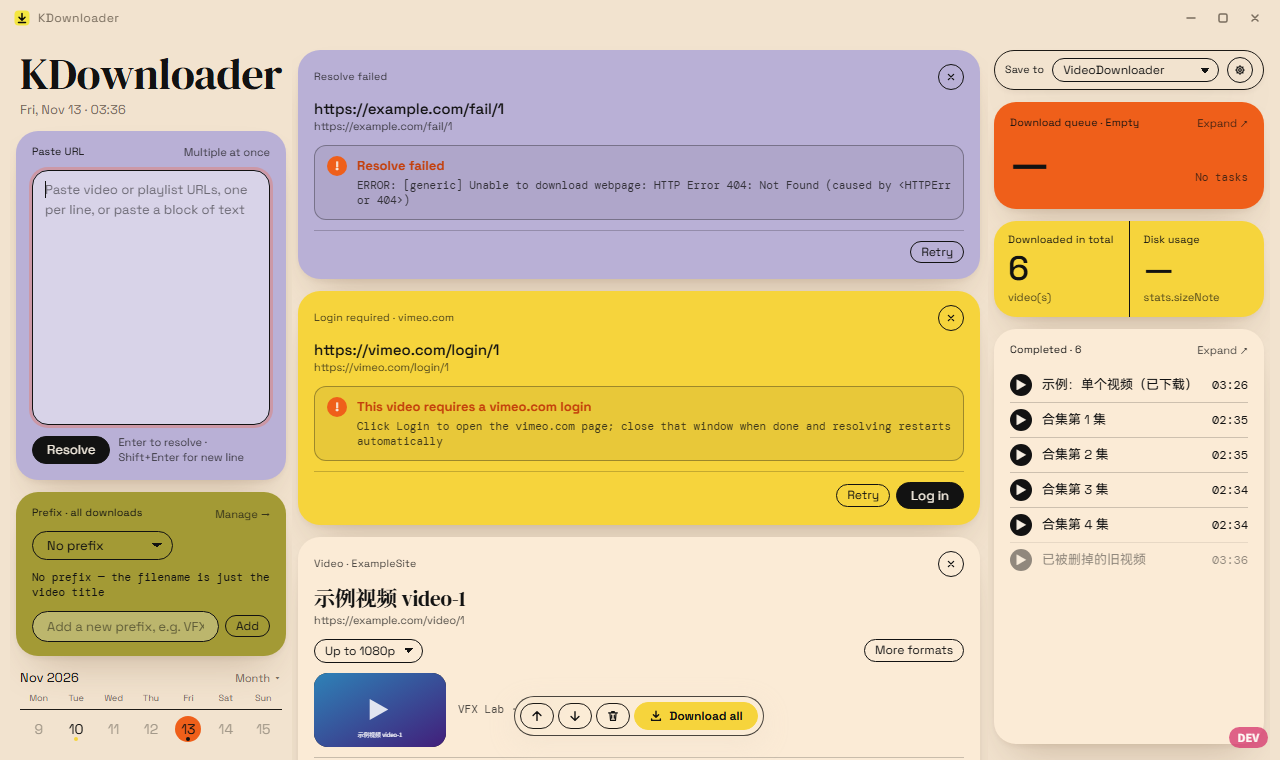 KDownloader
KDownloader
Fri, Nov 13 · 03:36
Paste URL
Multiple at once
Paste video or playlist URLs, one
per line, or paste a block of text
Resolve
Enter to resolve ·
Shift+Enter for new line
Prefix · all downloads
Manage →
No prefix
No prefix — the filename is just the
video title
Add a new prefix, e.g. VFX
Add
Nov 2026
Month
Mon Tue Wed Thu Fri Sat Sun
9 10 11 12 13 14 15
Resolve failed
https://example.com/fail/1
https://example.com/fail/1
Resolve failed
ERROR: [generic] Unable to download webpage: HTTP Error 404: Not Found (caused by <HTTPErr
or 404>)
Retry
Login required · vimeo.com
https://vimeo.com/login/1
https://vimeo.com/login/1
This video requires a vimeo.com login
Click Login to open the vimeo.com page; close that window when done and resolving restarts
automatically
Retry
Log in
Video · ExampleSite
示例视频 video-1
https://example.com/video/1
Up to 1080p
More formats
示例视频 video-1
VFX Lab
Download all
Save to
VideoDownloader
Download queue · Empty
Expand ↗
—
No tasks
Downloaded in total
6
video(s)
Disk usage
—
stats.sizeNote
Completed · 6
Expand ↗
示例：单个视频（已下载） 03:26
合集第 1 集 02:35
合集第 2 集 02:35
合集第 3 集 02:34
合集第 4 集 02:34
已被删掉的旧视频 03:36
DEV